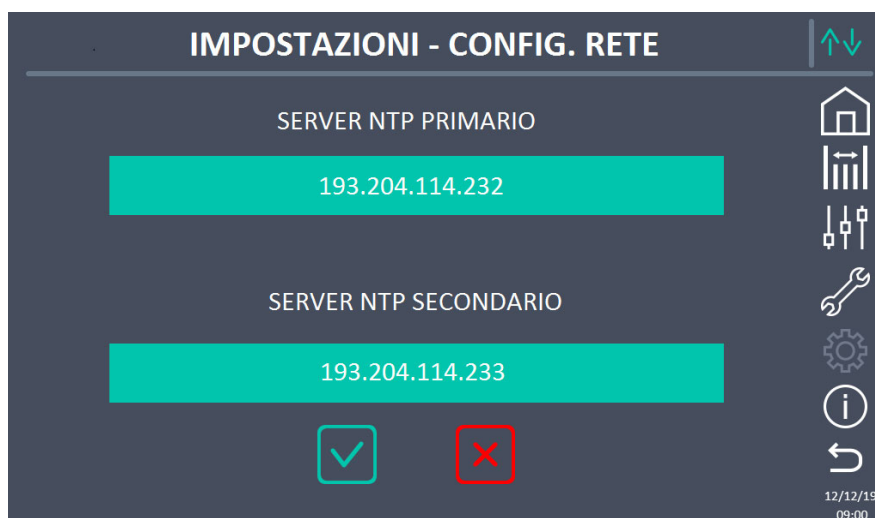 IMPOSTAZIONI - CONFIG. RETE
SERVER NTP PRIMARIO
193.204.114.232
SERVER NTP SECONDARIO
193.204.114.233
12/12/19
09:00